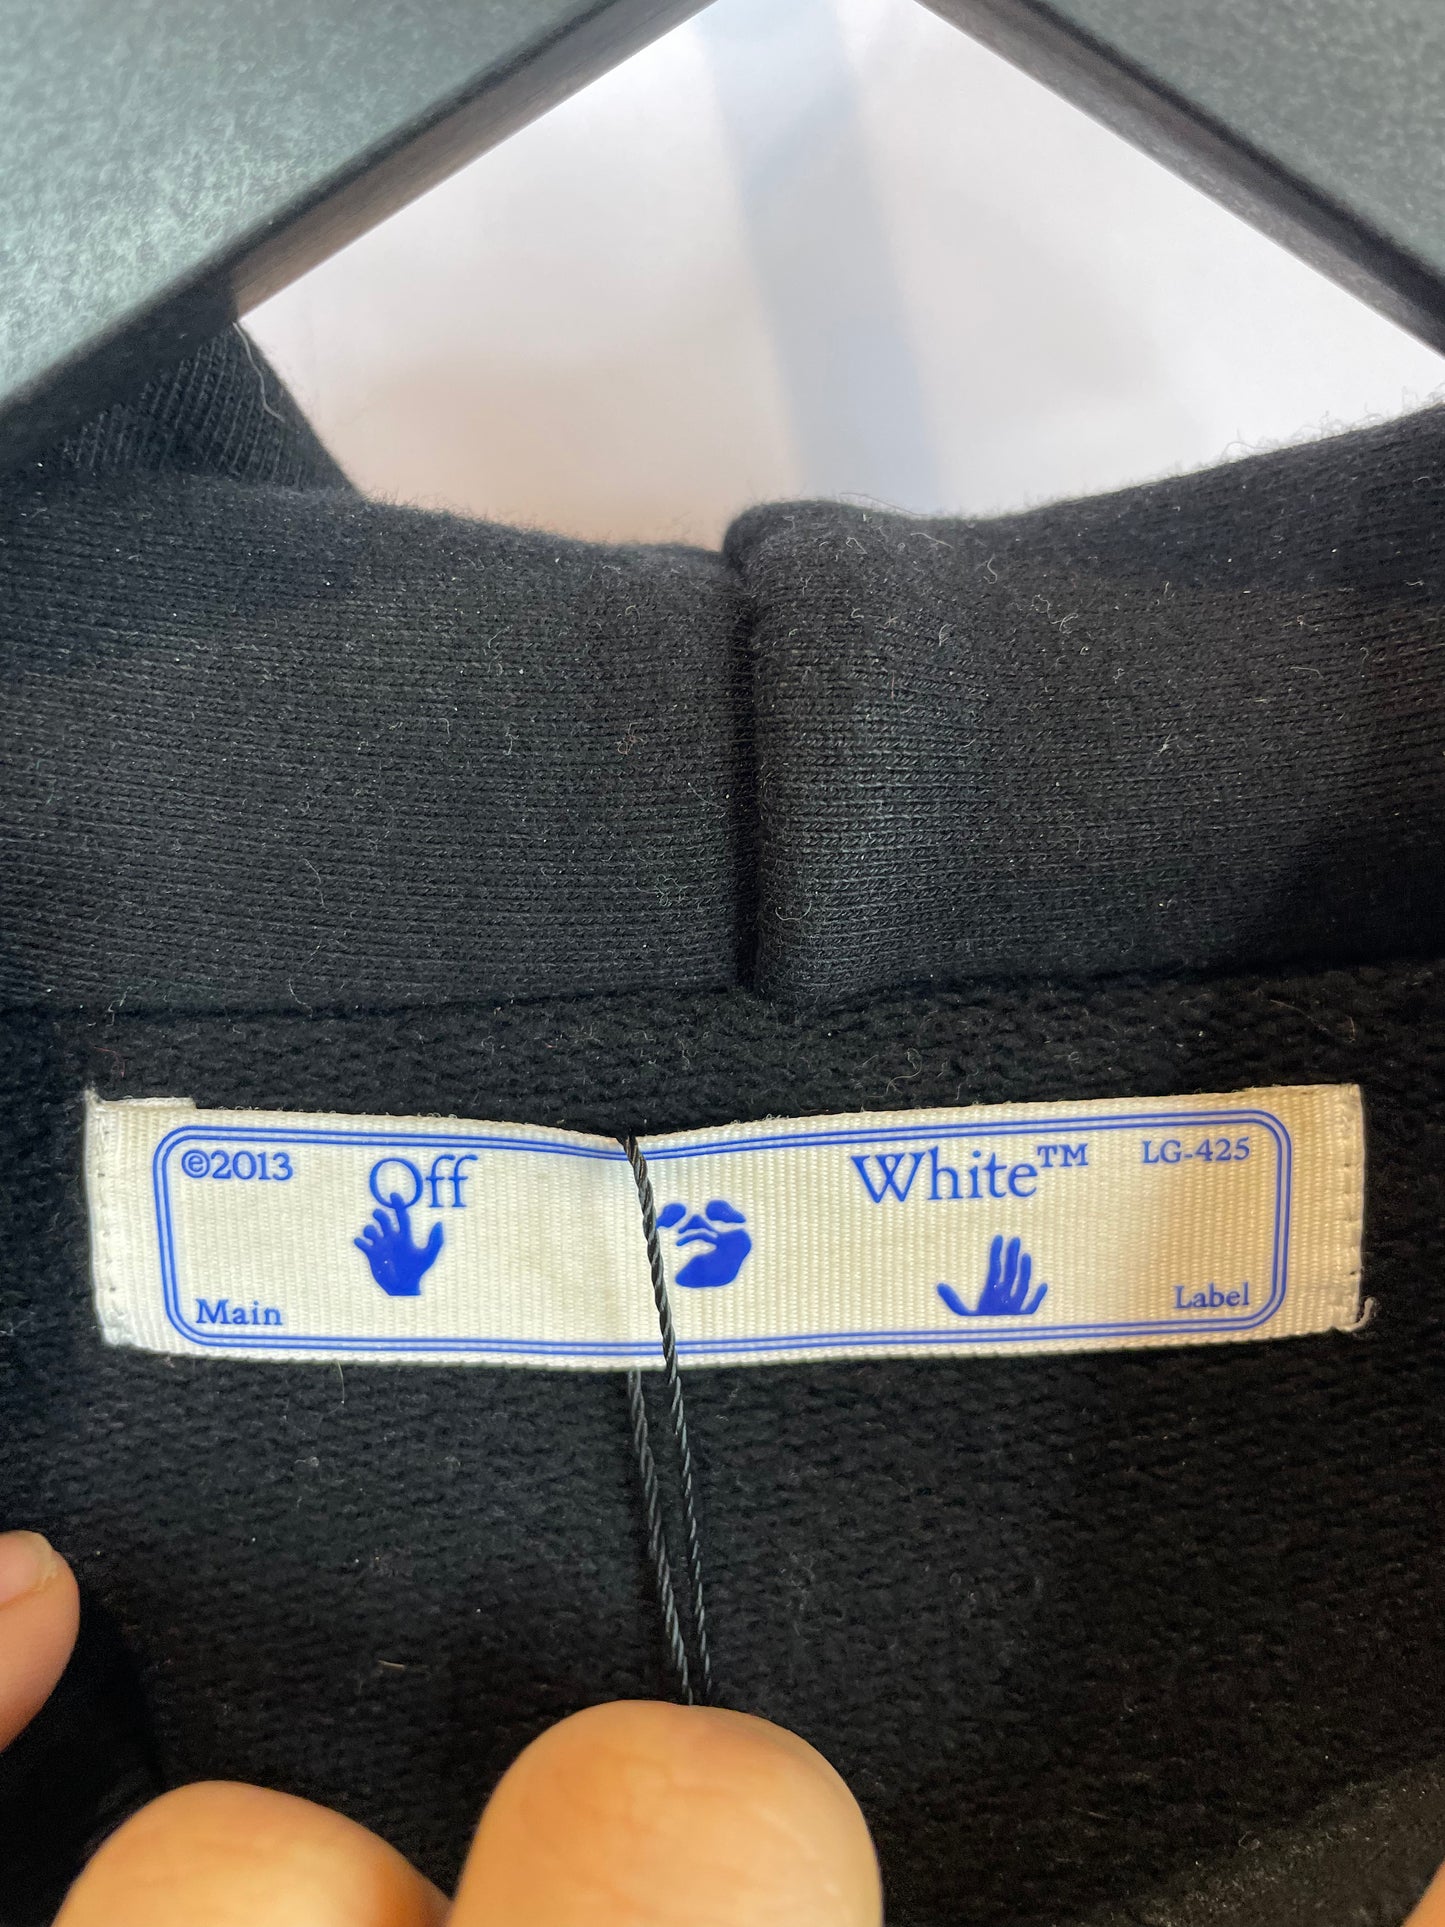 ©2013 Off White™ LG-425
Main Label